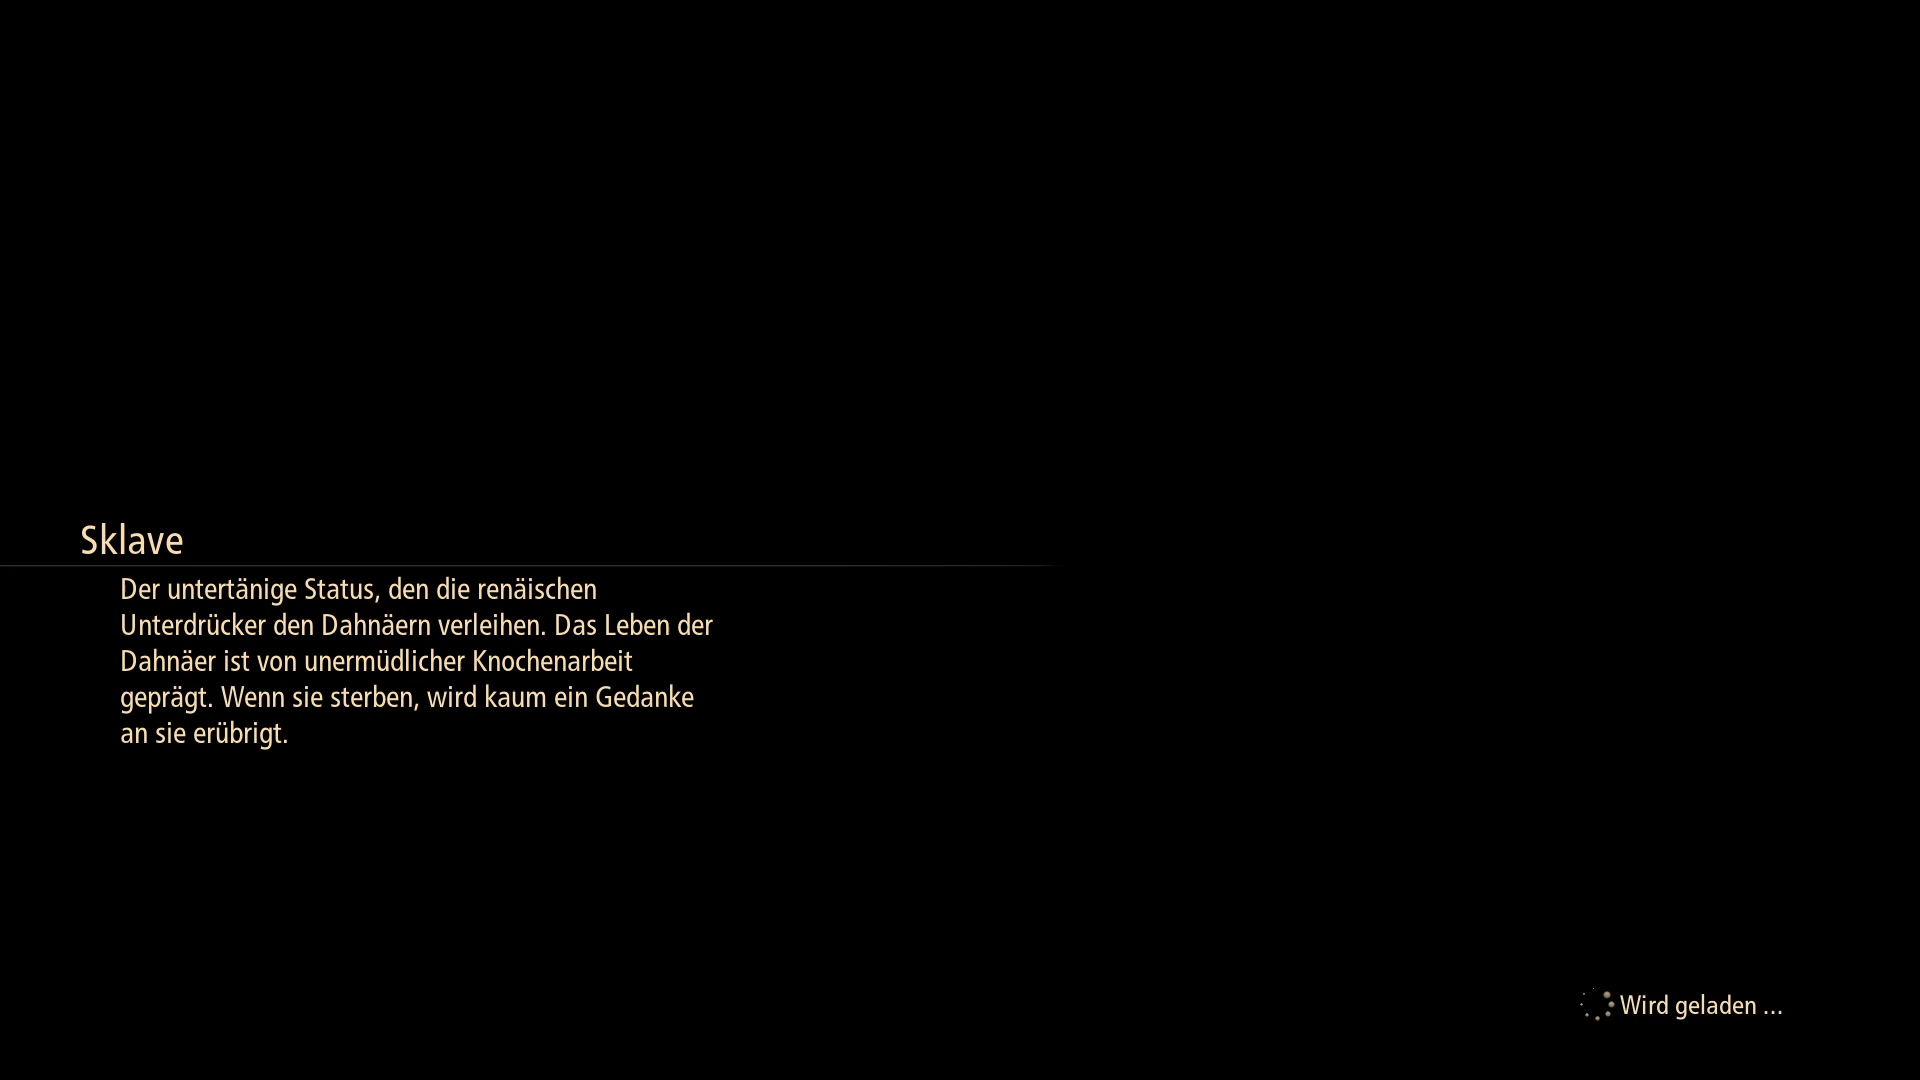 Sklave
Der untertänige Status, den die renäischen
Unterdrücker den Dahnäern verleihen. Das Leben der
Dahnäer ist von unermüdlicher Knochenarbeit
geprägt. Wenn sie sterben, wird kaum ein Gedanke
an sie erübrigt.
Wird geladen ...